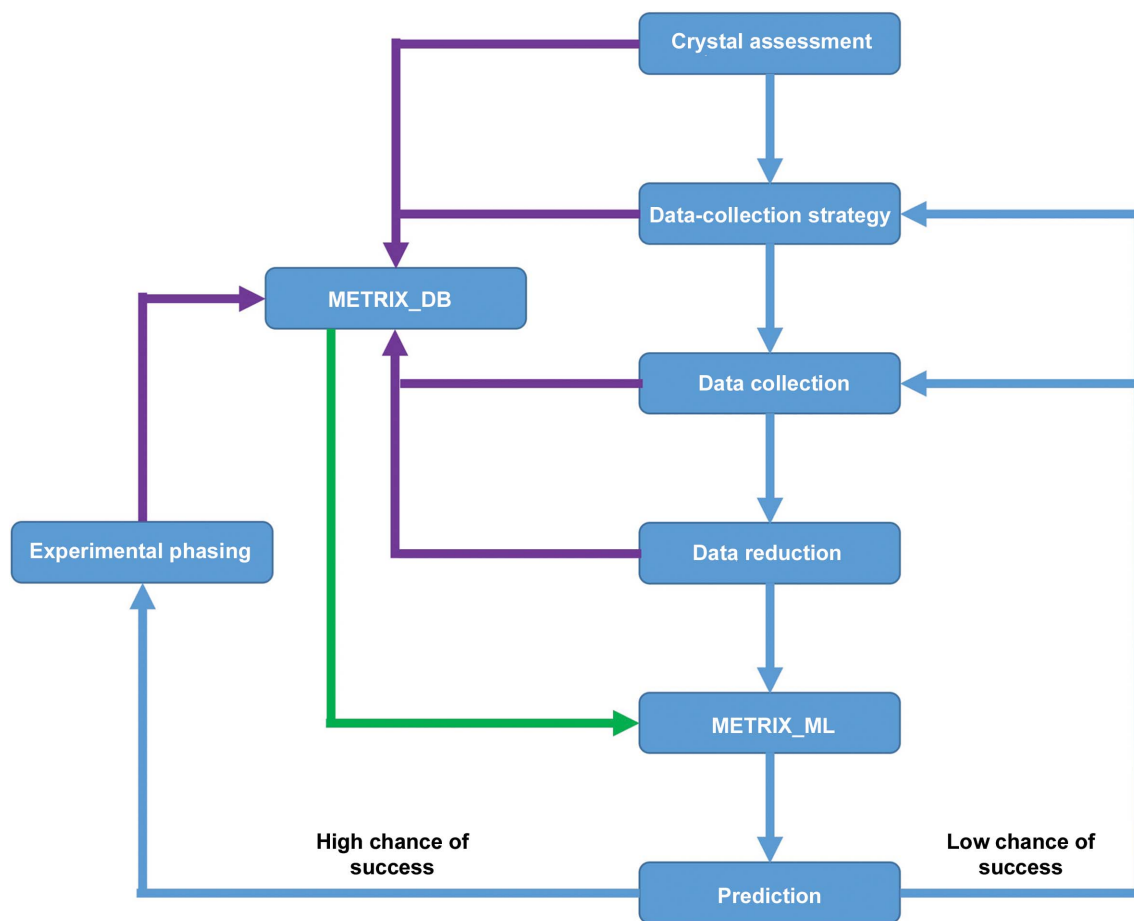 Crystal assessment
Data-collection strategy
METRIX_DB
Data collection
Experimental phasing
Data reduction
METRIX_ML
High chance of
success
Low chance of
success
Prediction